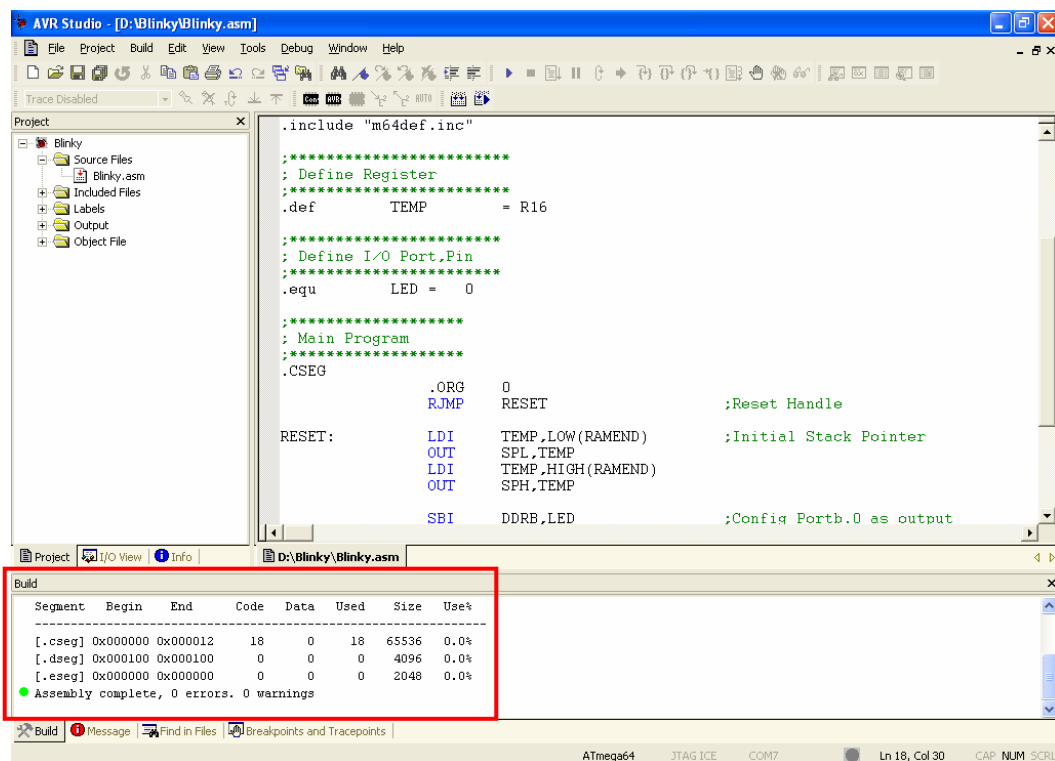 AVR Studio - [D:\Blinky\Blinky.asm]
File Project Build Edit View Tools Debug Window Help
Trace Disabled
Con AVR AUTO
Project
Blinky
Source Files
Blinky.asm
Included Files
Labels
Output
Object File
.include "m64def.inc"
;************************
; Define Register
;************************
.def TEMP = R16
;***********************
; Define I/O Port,Pin
;***********************
.equ LED = 0
;*******************
; Main Program
;*******************
.CSEG
.ORG 0
RJMP RESET ;Reset Handle
RESET: LDI TEMP,LOW(RAMEND) ;Initial Stack Pointer
OUT SPL,TEMP
LDI TEMP,HIGH(RAMEND)
OUT SPH,TEMP
SBI DDRB,LED ;Config Portb.0 as output
Project I/O View Info
D:\Blinky\Blinky.asm
Build
Segment Begin End Code Data Used Size Use%
---------------------------------------------------------------
[.cseg] 0x000000 0x000012 18 0 18 65536 0.0%
[.dseg] 0x000100 0x000100 0 0 0 4096 0.0%
[.eseg] 0x000000 0x000000 0 0 0 2048 0.0%
Assembly complete, 0 errors. 0 warnings
Build Message Find in Files Breakpoints and Tracepoints
ATmega64 JTAG ICE COM7 Ln 18, Col 30 CAP NUM SCRL